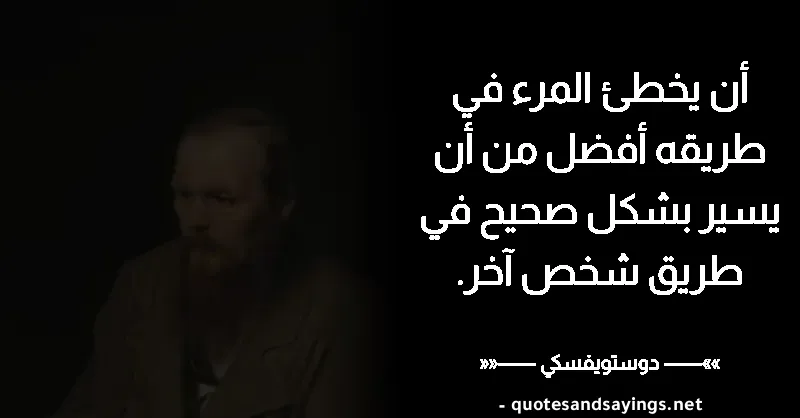 أن يخطئ المرء في
طريقه أفضل من أن
يسير بشكل صحيح في
طريق شخص آخر.
»»—— دوستويفسكي ——««
- quotesandsayings.net